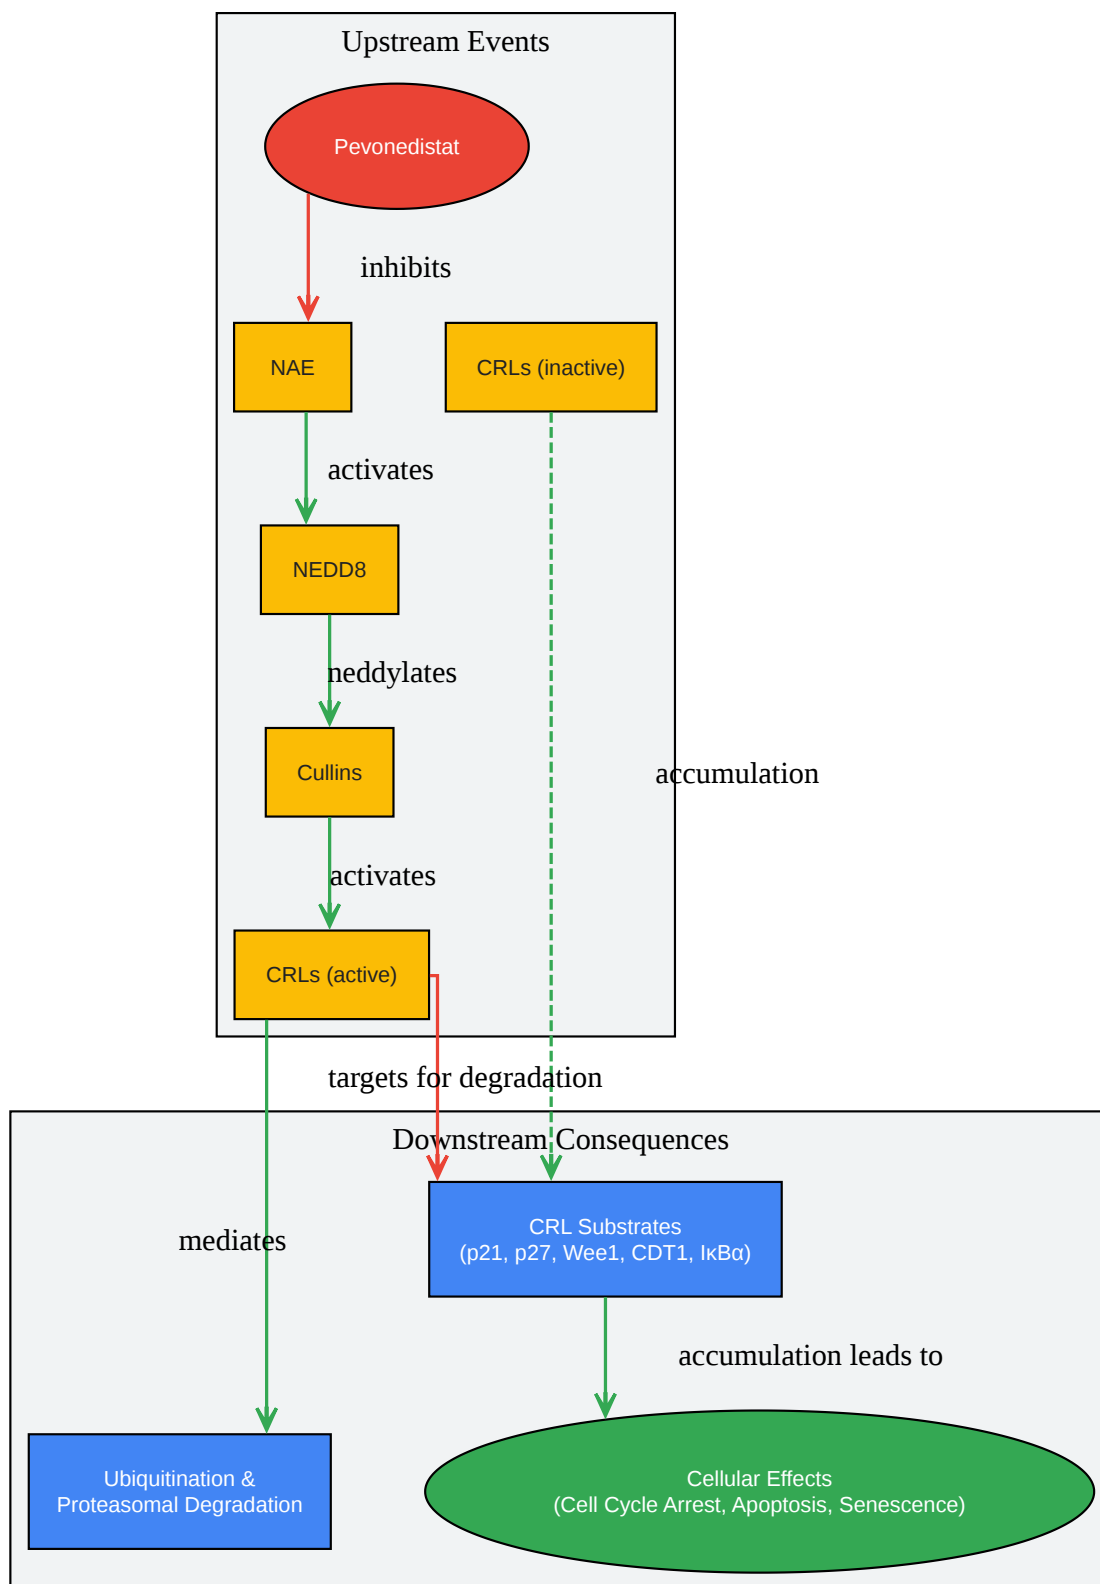 Upstream Events
Pevonedistat
inhibits
NAE
CRLs (inactive)
activates
NEDD8
neddylates
Cullins
accumulation
activates
CRLs (active)
targets for degradation
Downstream Consequences
CRL Substrates
(p21, p27, Wee1, CDT1, IκBα)
mediates
accumulation leads to
Ubiquitination &
Proteasomal Degradation
Cellular Effects
(Cell Cycle Arrest, Apoptosis, Senescence)